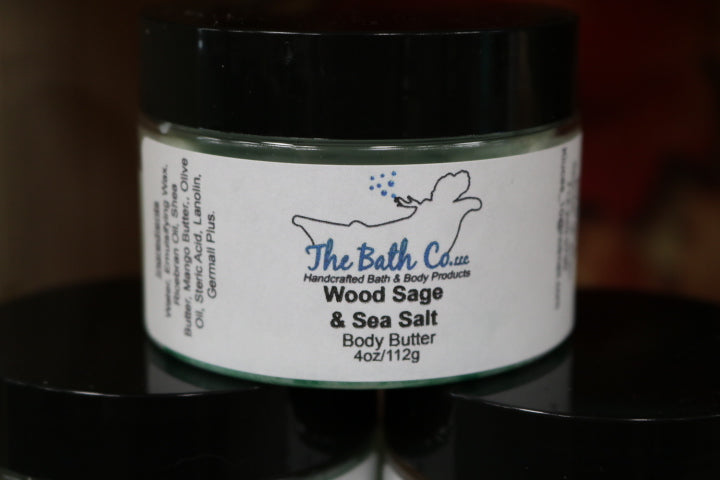 Ingredients
Water, Emulsifying Wax,
Ricebran Oil, Shea
Butter, Mango Butter,, Olive
Oil, Steric Acid, Lanolin,
Germall Plus.
The Bath Co. LLC
Handcrafted Bath & Body Products
Wood Sage
& Sea Salt
Body Butter
4oz/112g